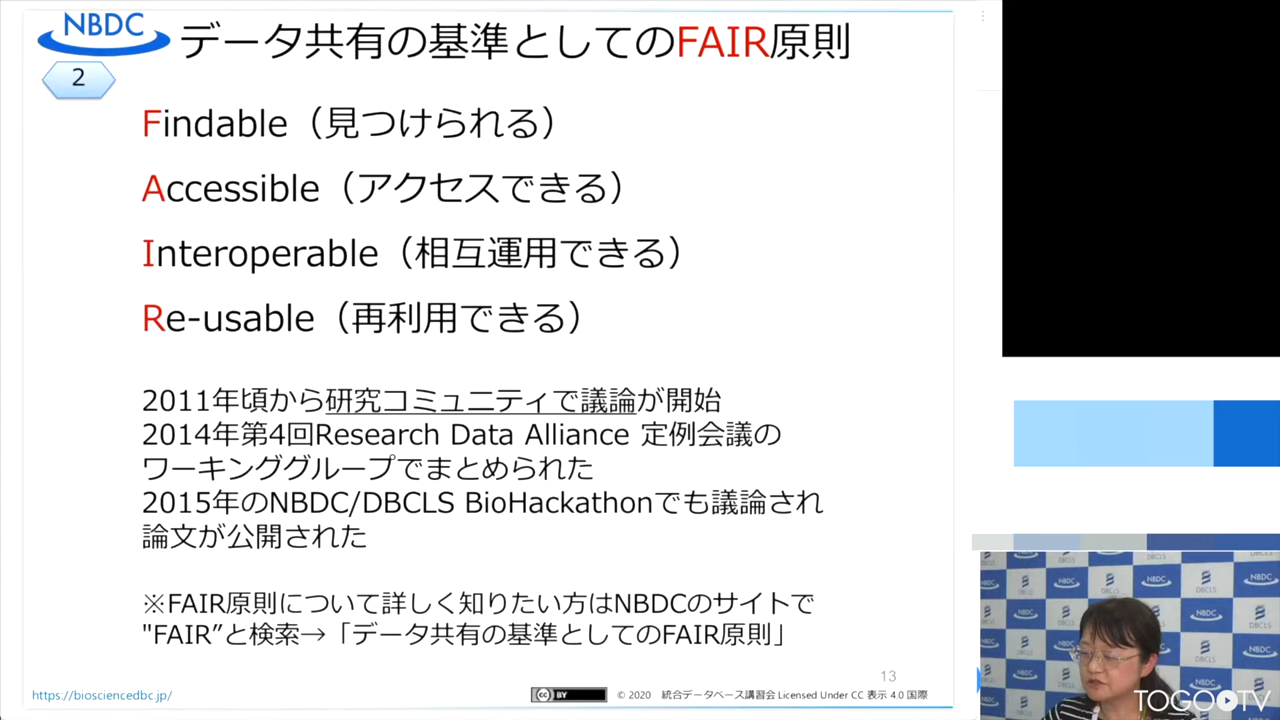 NBDC
データ共有の基準としてのFAIR原則
2
Findable（見つけられる）
Accessible（アクセスできる）
Interoperable（相互運用できる）
Re-usable（再利用できる）
2011年頃から研究コミュニティで議論が開始
2014年第4回Research Data Alliance 定例会議の
ワーキンググループでまとめられた
2015年のNBDC/DBCLS BioHackathonでも議論され
論文が公開された
※FAIR原則について詳しく知りたい方はNBDCのサイトで
"FAIR”と検索→「データ共有の基準としてのFAIR原則」
13
https://biosciencedbc.jp/
cc BY
© 2020 統合データベース講習会 Licensed Under CC 表示 4.0 国際
NBDC
DBCLS
TOGO TV